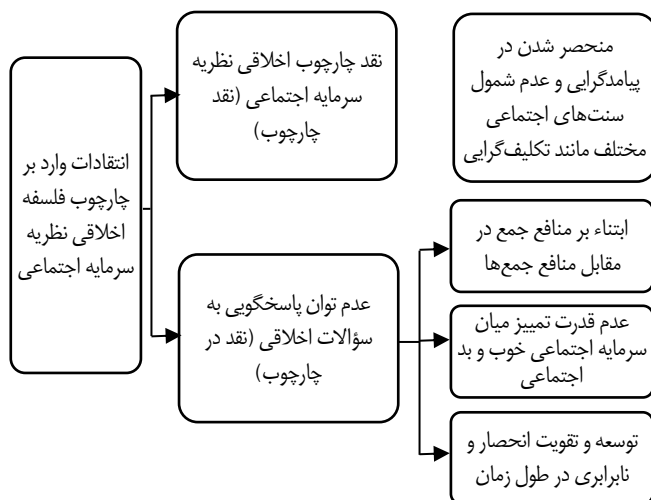 انتقادات وارد بر
چارچوب فلسفه
اخلاقی نظریه
سرمایه اجتماعی
نقد چارچوب اخلاقی نظریه
سرمایه اجتماعی (نقد
چارچوب)
منحصر شدن در
پیامدگرایی و عدم شمول
سنت‌های اجتماعی
مختلف مانند تکلیف‌گرایی
عدم توان پاسخگویی به
سؤالات اخلاقی (نقد در
چارچوب)
ابتناء بر منافع جمع در
مقابل منافع جمع‌ها
عدم قدرت تمییز میان
سرمایه اجتماعی خوب و بد
اجتماعی
توسعه و تقویت انحصار و
نابرابری در طول زمان